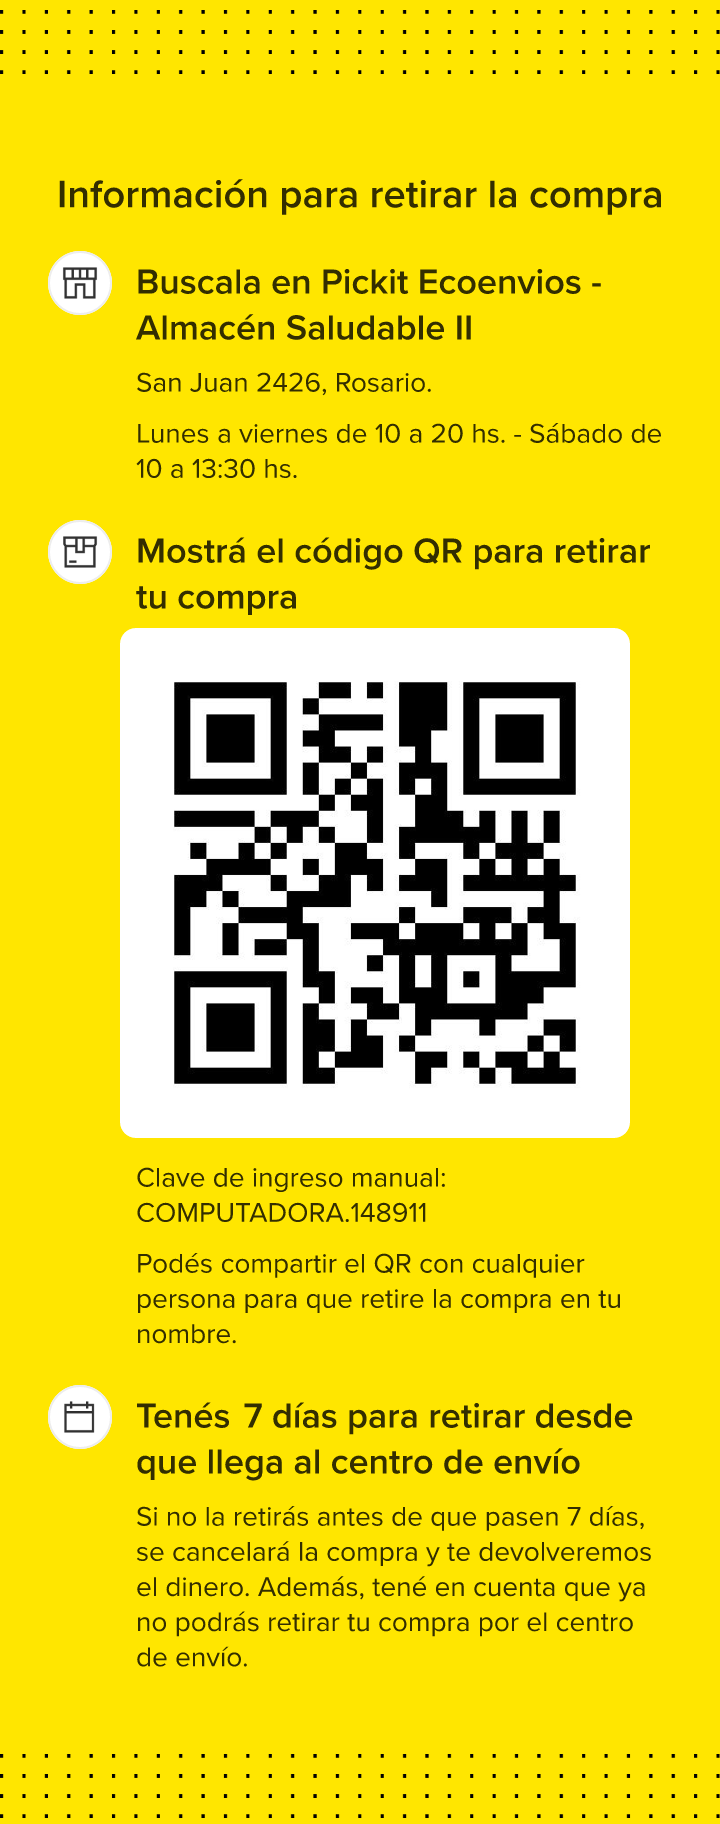 Información para retirar la compra
Buscala en Pickit Ecoenvios -
Almacén Saludable II
San Juan 2426, Rosario.
Lunes a viernes de 10 a 20 hs. - Sábado de
10 a 13:30 hs.
Mostrá el código QR para retirar
tu compra
Clave de ingreso manual:
COMPUTADORA.148911
Podés compartir el QR con cualquier
persona para que retire la compra en tu
nombre.
Tenés 7 días para retirar desde
que llega al centro de envío
Si no la retirás antes de que pasen 7 días,
se cancelará la compra y te devolveremos
el dinero. Además, tené en cuenta que ya
no podrás retirar tu compra por el centro
de envío.